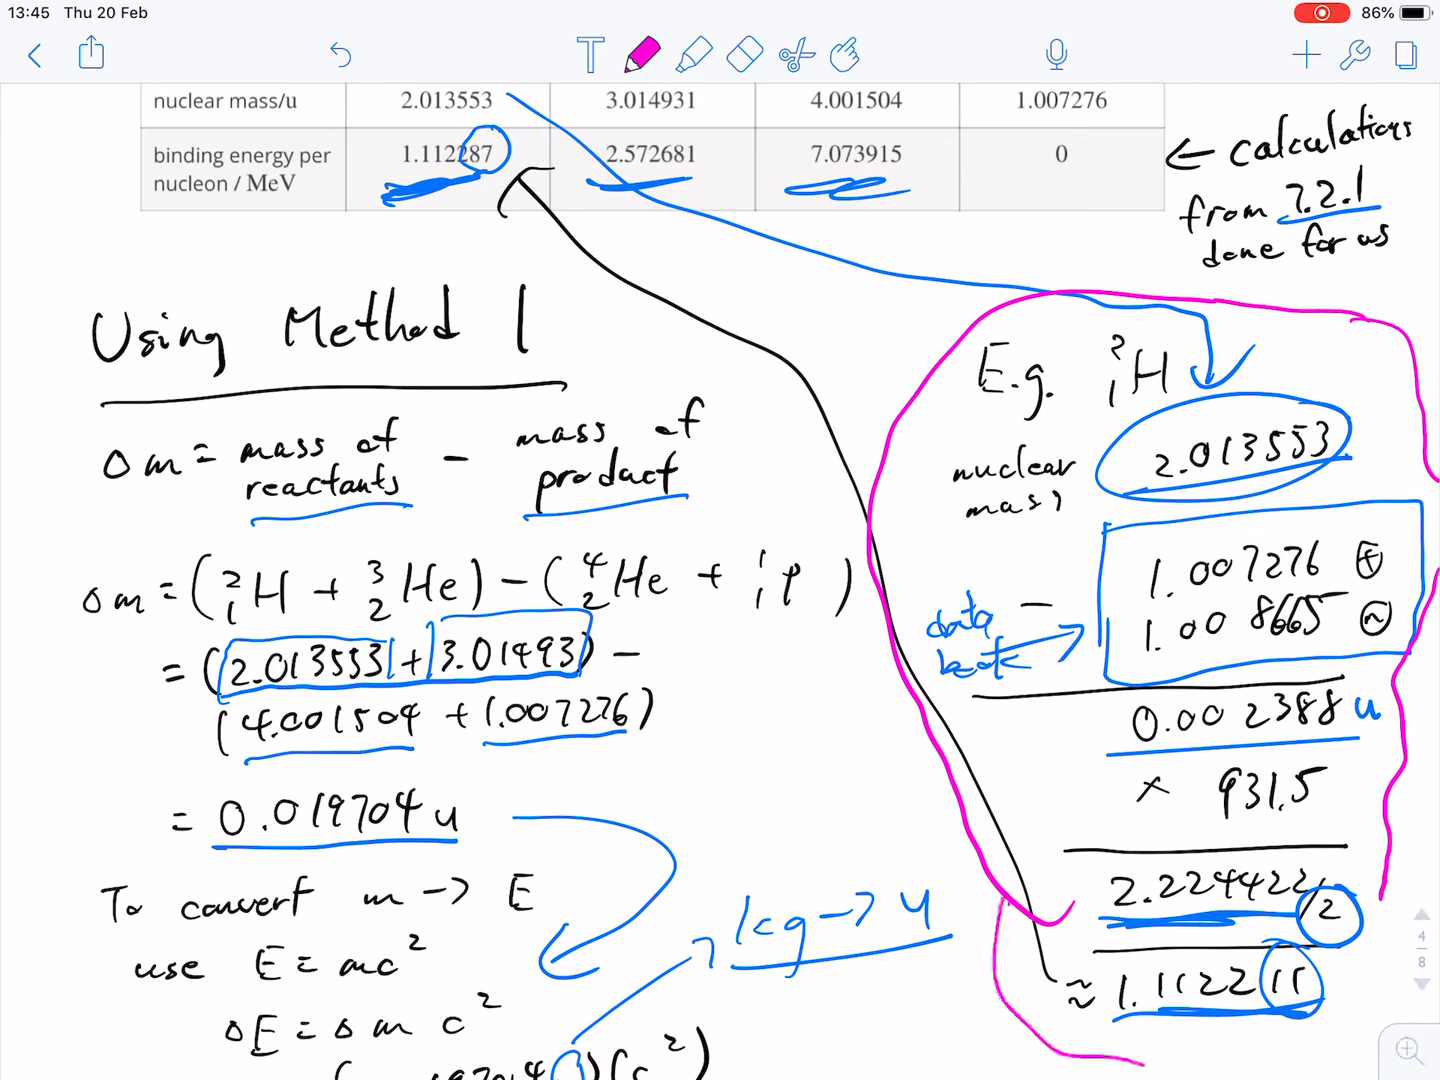 13:45 Thu 20 Feb
86%
T
nuclear mass/u 2.013553 3.014931 4.001504 1.007276
binding energy per nucleon / MeV 1.112287 2.572681 7.073915 0
← calculations
from 7.2.1
done for us
Using Method 1
Δm = mass of reactants - mass of product
Δm = (²₁H + ³₂He) - (⁴₂He + ¹₁p)
= (2.013553 + 3.01493) -
(4.001504 + 1.007276)
= 0.019704 u
To convert m → E
use E = mc²
ΔE = Δm c²
kg → u
E.g. ²₁H
nuclear mass, 2.013553
- 1.007276 ⊕
1.008665 n
data book
0.002388 u
× 931.5
2.224422 /2
≈ 1.112211
4
8